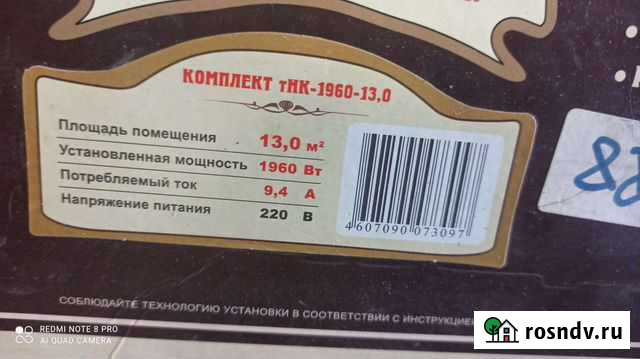 КОМПЛЕКТ тНК-1960-13,0
Площадь помещения 13,0 м²
Установленная мощность 1960 Вт
Потребляемый ток 9,4 А
Напряжение питания 220 В
4607090073097
СОБЛЮДАЙТЕ ТЕХНОЛОГИЮ УСТАНОВКИ В СООТВЕТСТВИИ С ИНСТРУКЦИЕЙ
REDMI NOTE 8 PRO
AI QUAD CAMERA
rosndv.ru